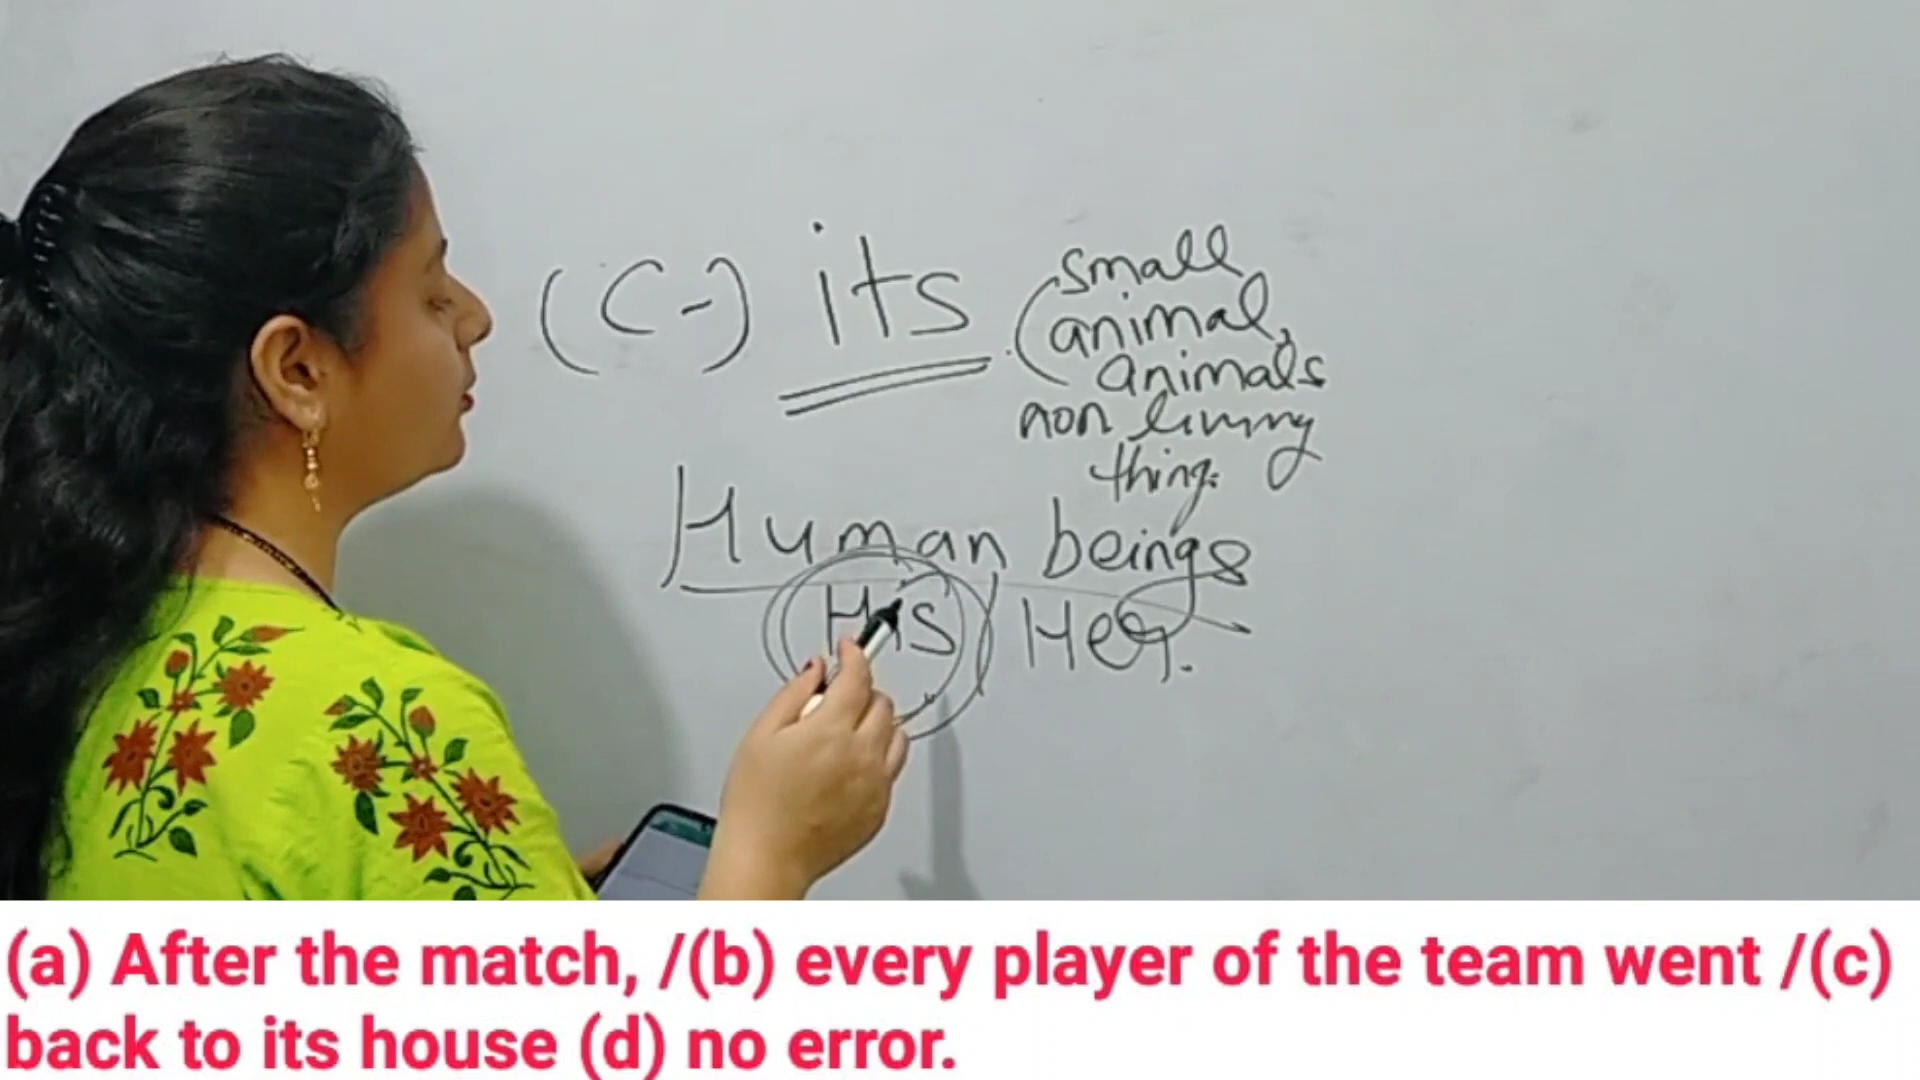 (C-) its (small
animal,
animals
non living
thing.
Human beings
His / Her.
(a) After the match, /(b) every player of the team went /(c)
back to its house (d) no error.